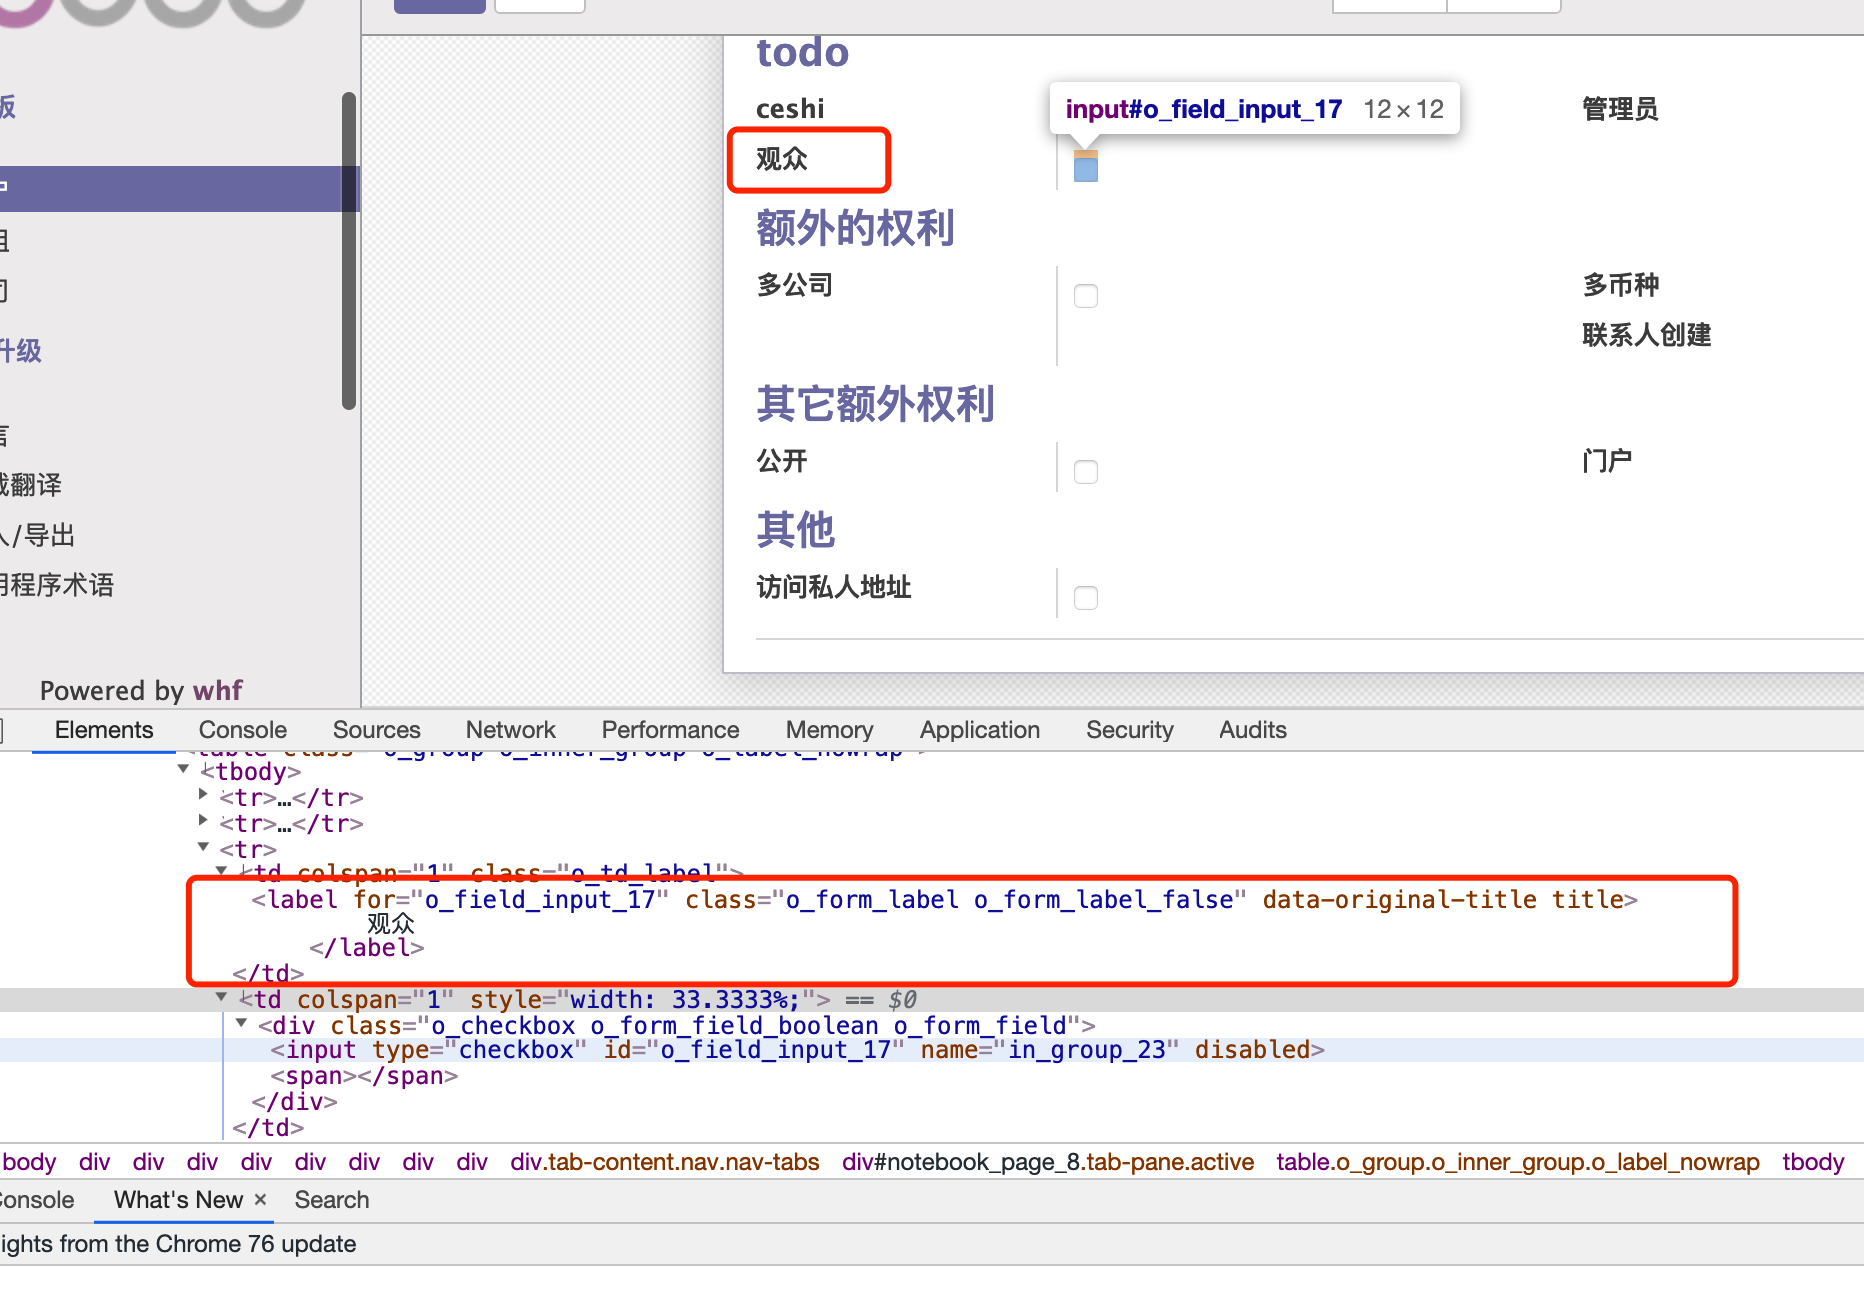 todo
ceshi
管理员
input#o_field_input_17 12×12
观众
额外的权利
多公司
多币种
联系人创建
其它额外权利
公开
门户
其他
访问私人地址
版
升级
翻译
/导出
程序术语
Powered by whf
Elements Console Sources Network Performance Memory Application Security Audits
<tbody>
<tr>…</tr>
<tr>…</tr>
<tr>
<td colspan="1" class="o_td_label">
<label for="o_field_input_17" class="o_form_label o_form_label_false" data-original-title title>
观众
</label>
</td>
<td colspan="1" style="width: 33.3333%;"> == $0
<div class="o_checkbox o_form_field_boolean o_form_field">
<input type="checkbox" id="o_field_input_17" name="in_group_23" disabled>
<span></span>
</div>
</td>
body div div div div div div div div div.tab-content.nav.nav-tabs div#notebook_page_8.tab-pane.active table.o_group.o_inner_group.o_label_nowrap tbody
onsole What's New × Search
ights from the Chrome 76 update